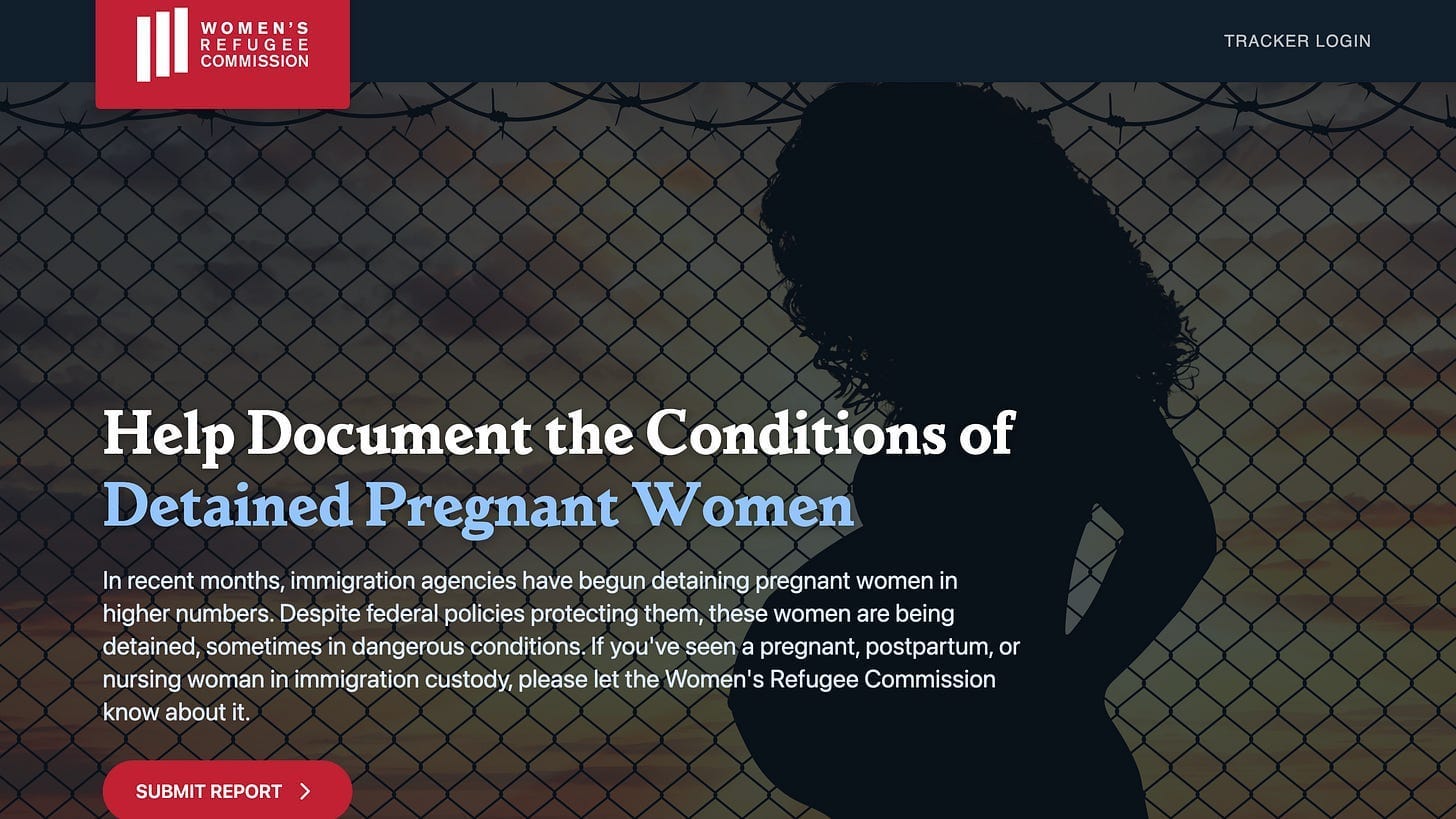 WOMEN'S
REFUGEE
COMMISSION
TRACKER LOGIN
Help Document the Conditions of
Detained Pregnant Women
In recent months, immigration agencies have begun detaining pregnant women in
higher numbers. Despite federal policies protecting them, these women are being
detained, sometimes in dangerous conditions. If you've seen a pregnant, postpartum, or
nursing woman in immigration custody, please let the Women's Refugee Commission
know about it.
SUBMIT REPORT